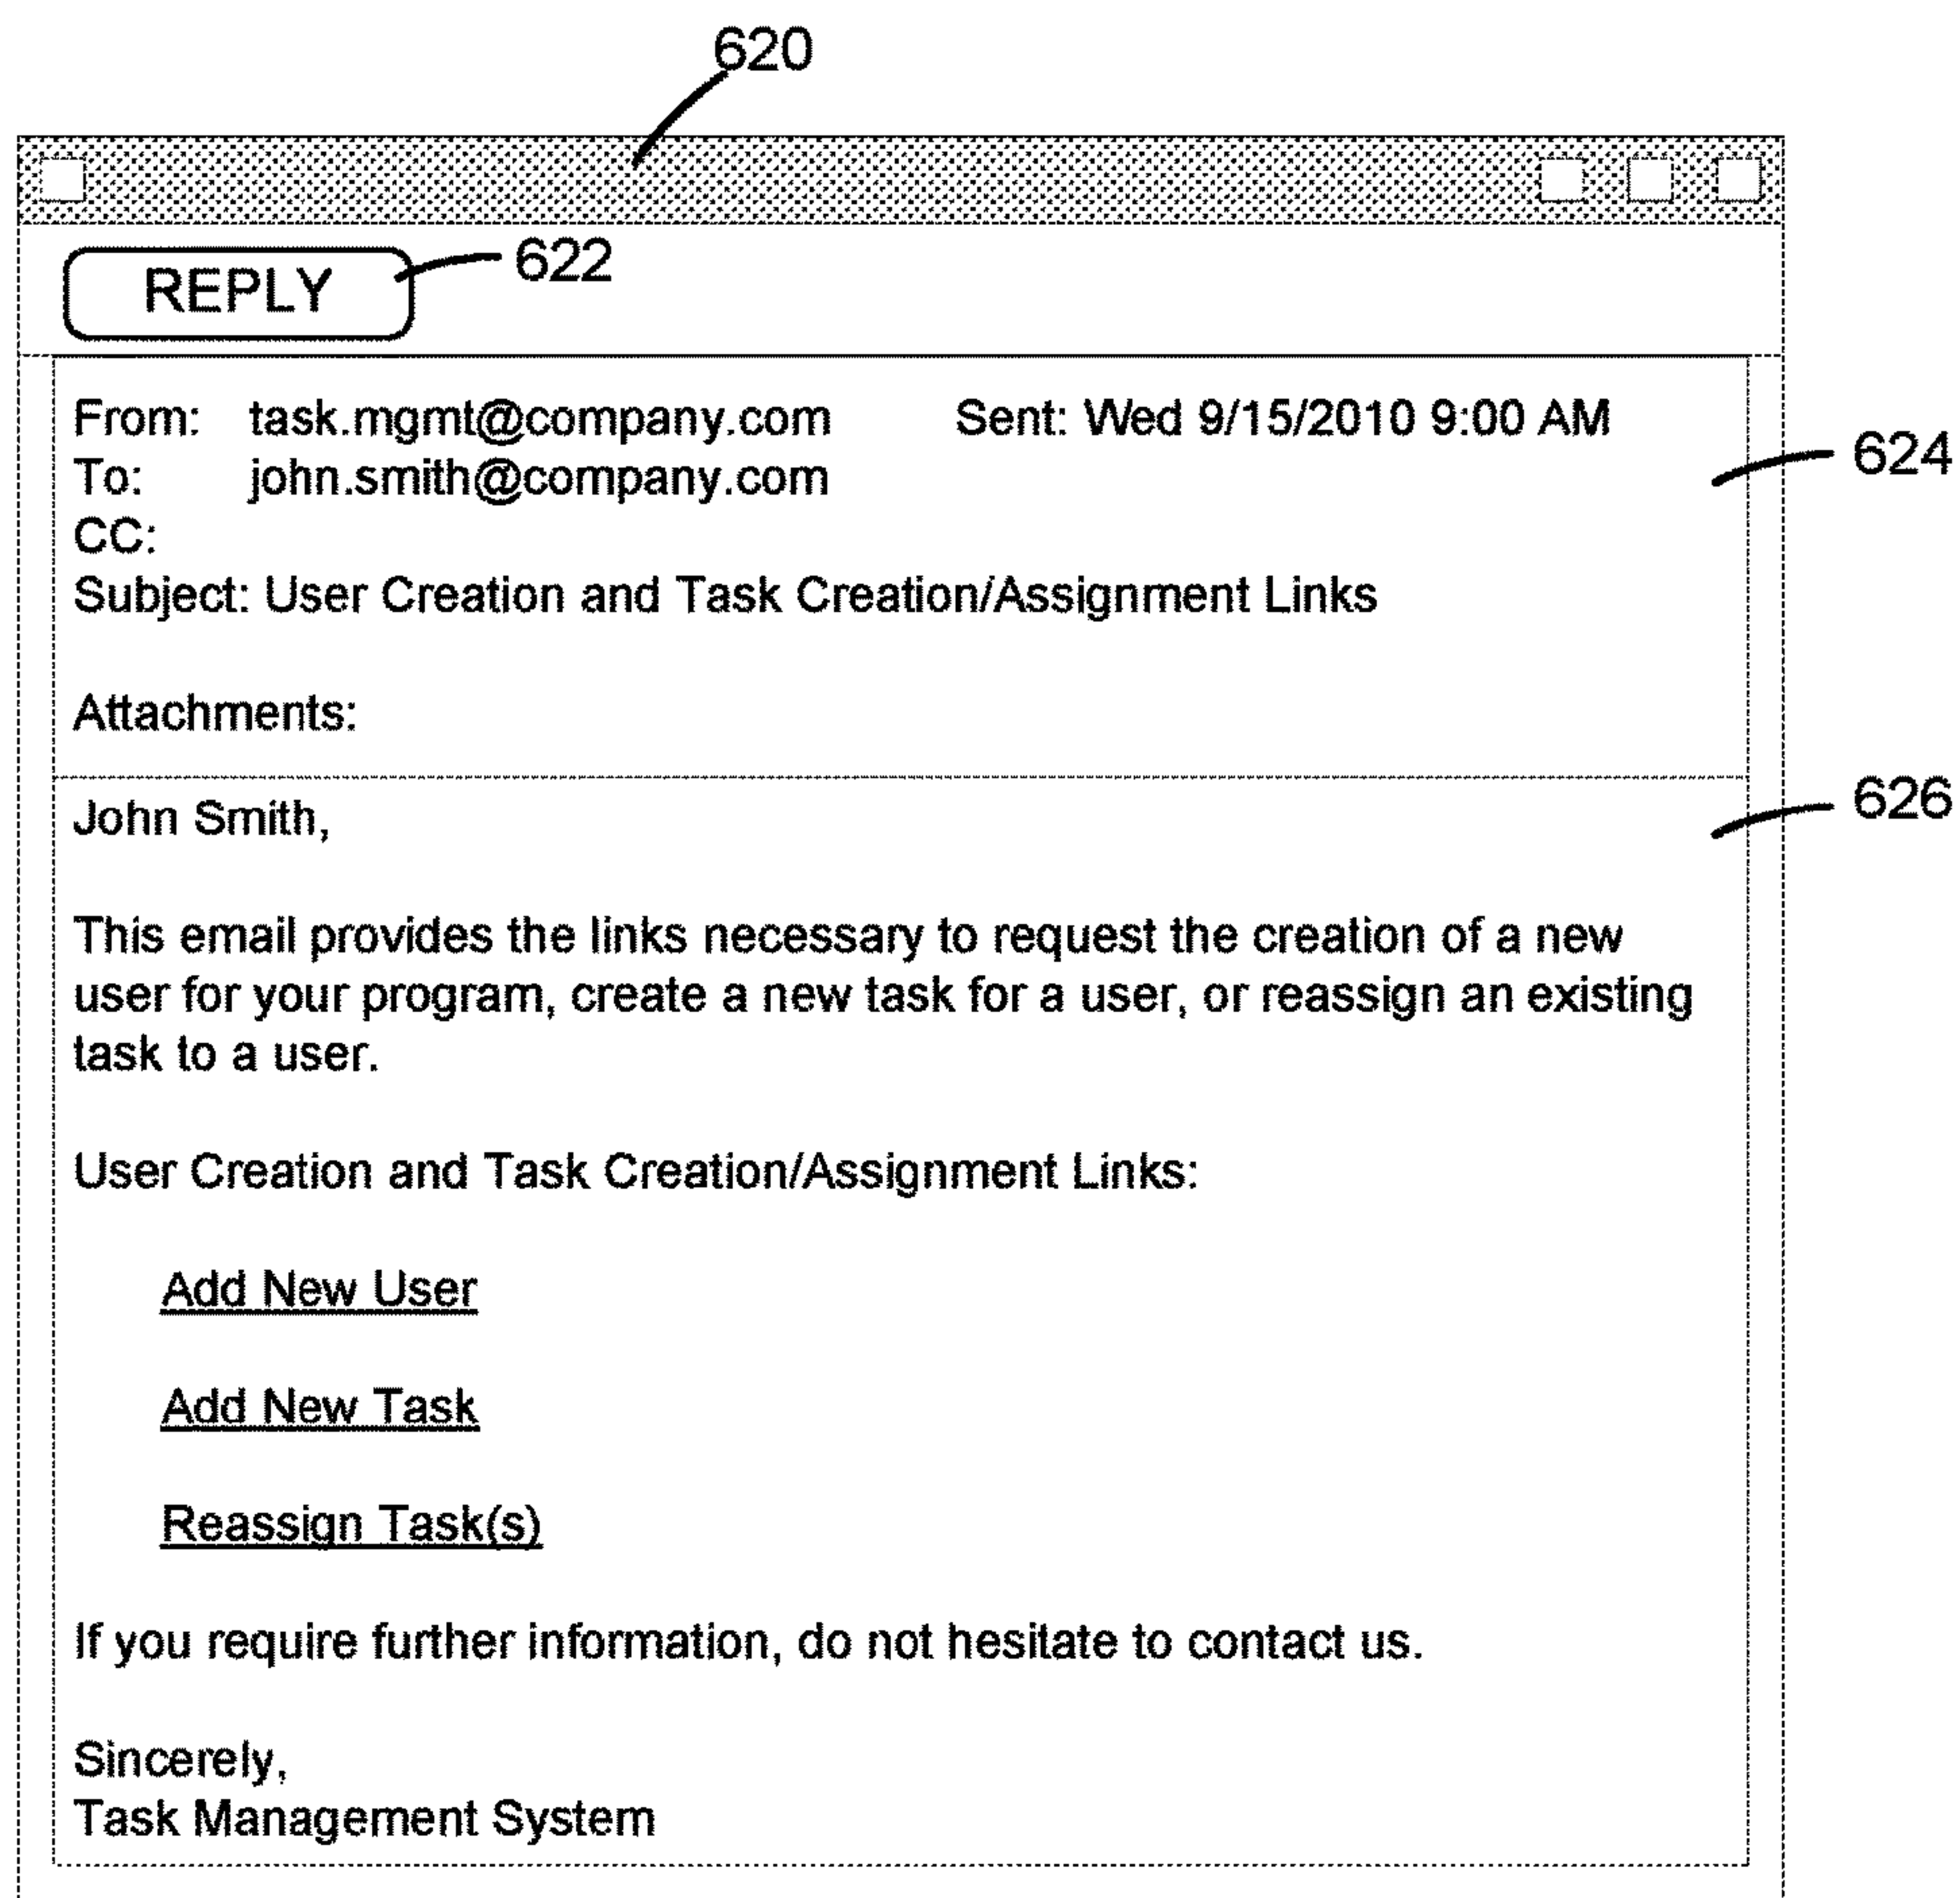 620
REPLY
622
From: task.mgmt@company.com Sent: Wed 9/15/2010 9:00 AM
To: john.smith@company.com
624
CC:
Subject: User Creation and Task Creation/Assignment Links
Attachments:
626
John Smith,
This email provides the links necessary to request the creation of a new
user for your program, create a new task for a user, or reassign an existing
task to a user.
User Creation and Task Creation/Assignment Links:
Add New User
Add New Task
Reassign Task(s)
If you require further information, do not hesitate to contact us.
Sincerely,
Task Management System